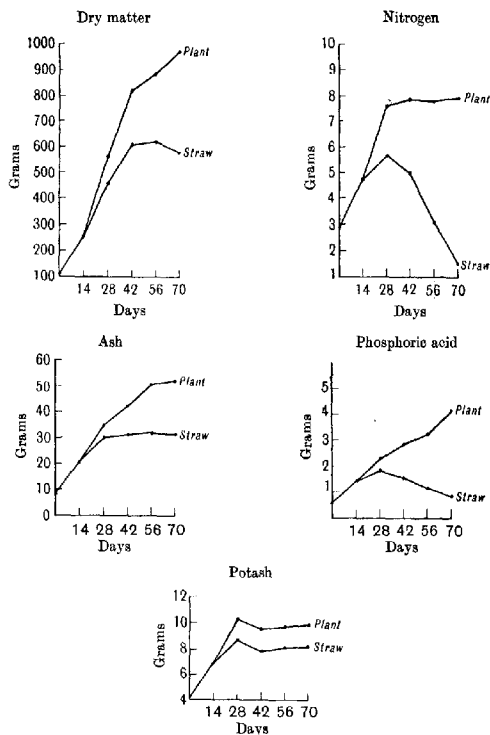 Dry matter
1000
900
800
700
600
500
400
300
200
100
Grams
Plant
Straw
14 28 42 56 70
Days
Nitrogen
10
9
8
7
6
5
4
3
2
1
Grams
Plant
Straw
14 28 42 56 70
Days
Ash
60
50
40
30
20
10
0
Grams
Plant
Straw
14 28 42 56 70
Days
Phosphoric acid
5
4
3
2
1
Grams
Plant
Straw
14 28 42 56 70
Days
Potash
12
10
8
6
4
Grams
Plant
Straw
14 28 42 56 70
Days